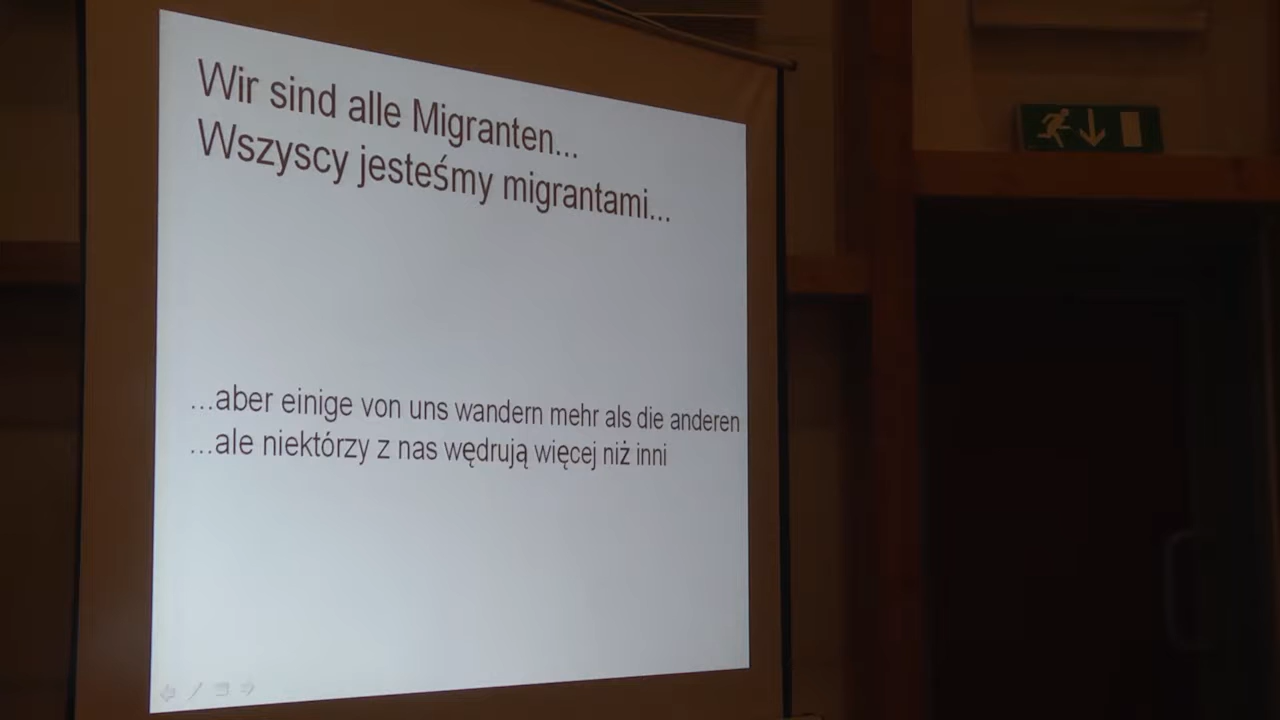 Wir sind alle Migranten...
Wszyscy jesteśmy migrantami...
...aber einige von uns wandern mehr als die anderen
...ale niektórzy z nas wędrują więcej niż inni